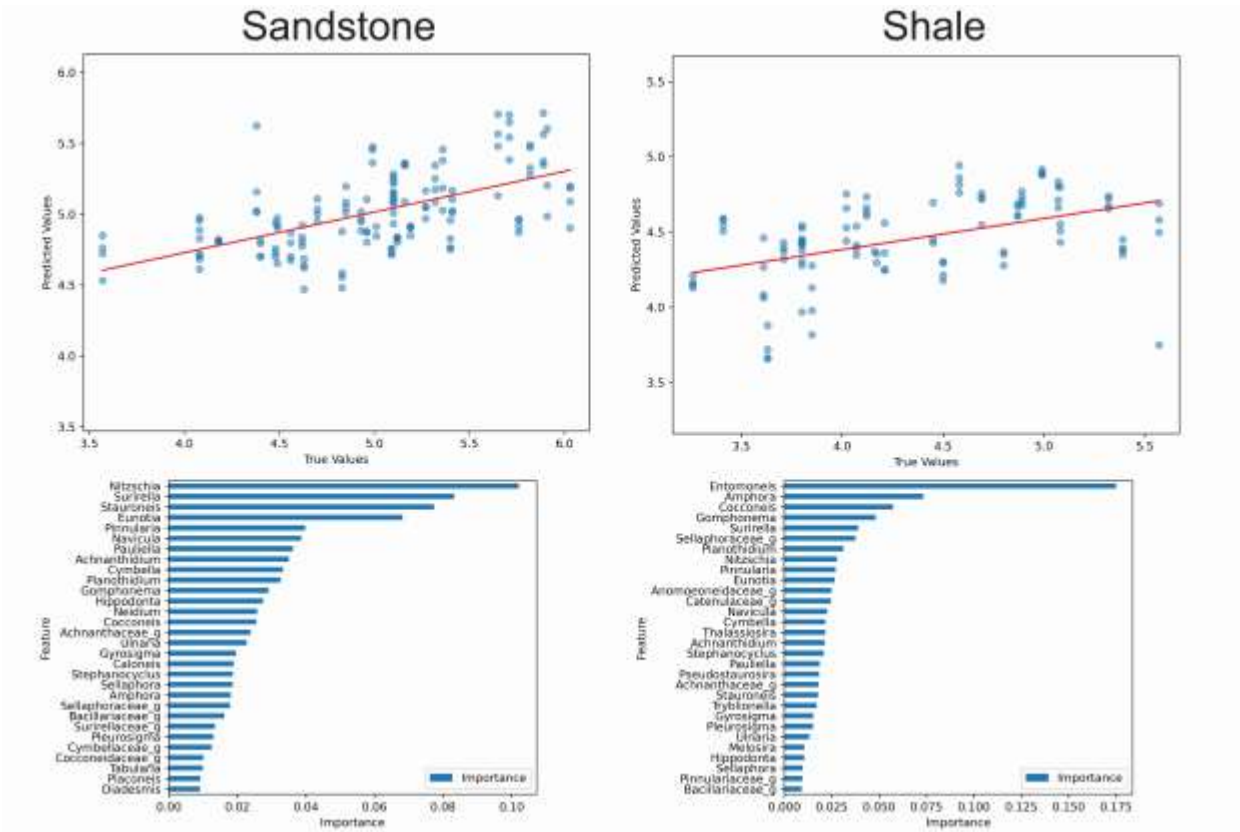 Sandstone
Shale
6.0
5.5
5.0
4.5
4.0
3.5
Predicted Values
3.5
4.0
4.5
5.0
5.5
6.0
True Values
5.5
5.0
4.5
4.0
3.5
Predicted Values
3.5
4.0
4.5
5.0
5.5
True Values
Nitzschia
Surirella
Stauroneis
Eunotia
Pinnularia
Navicula
Pauliella
Achnanthidium
Cymbella
Planothidium
Gomphonema
Hippodonta
Neidium
Cocconeis
Achnanthaceae_g
Ulnaria
Gyrosigma
Caloneis
Stephanocyclus
Sellaphora
Amphora
Sellaphoraceae_g
Bacillariaceae_g
Surirellaceae_g
Pleurosigma
Cymbellaceae_g
Cocconeidaceae_g
Tabularia
Placoneis
Diadesmis
Feature
Importance
0.00
0.02
0.04
0.06
0.08
0.10
Importance
Entomoneis
Amphora
Cocconeis
Gomphonema
Surirella
Sellaphoraceae_g
Planothidium
Nitzschia
Pinnularia
Eunotia
Anomoeoneidaceae_g
Catenulaceae_g
Navicula
Cymbella
Thalassiosira
Achnanthidium
Stephanocyclus
Pauliella
Pseudostaurosira
Achnanthaceae_g
Stauroneis
Tryblionella
Gyrosigma
Pleurosigma
Ulnaria
Melosira
Hippodonta
Sellaphora
Pinnulariaceae_g
Bacillariaceae_g
Feature
Importance
0.000
0.025
0.050
0.075
0.100
0.125
0.150
0.175
Importance